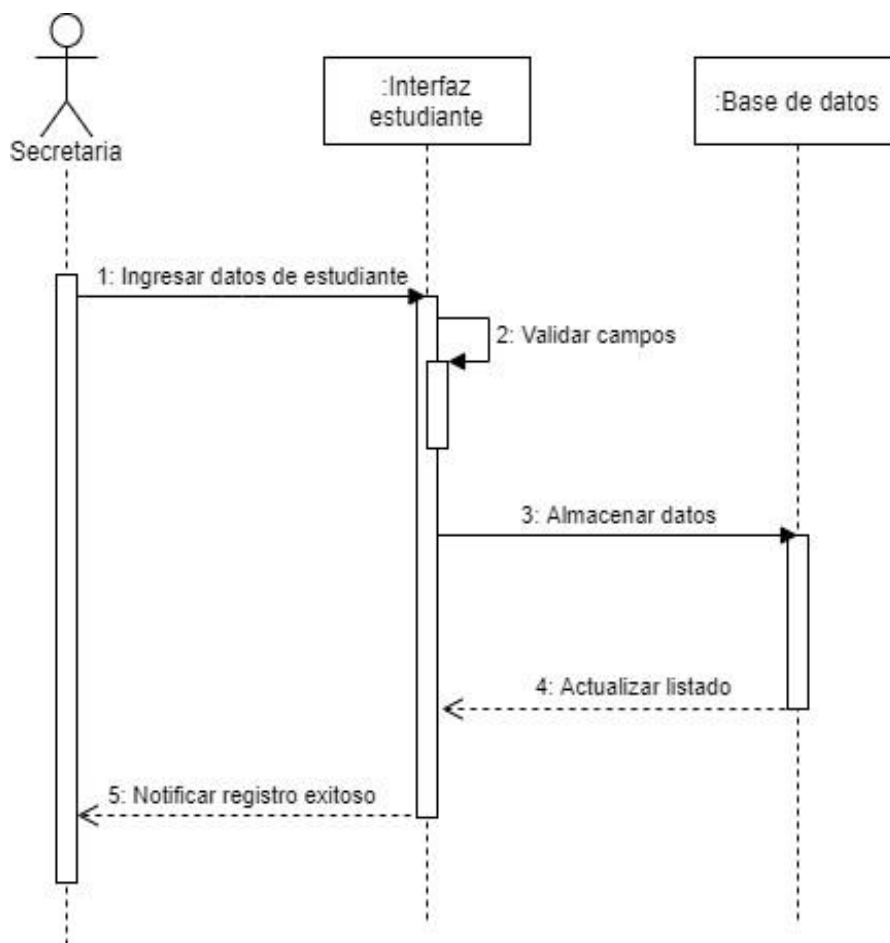 :Interfaz
estudiante
:Base de datos
Secretaria
1: Ingresar datos de estudiante
2: Validar campos
3: Almacenar datos
4: Actualizar listado
5: Notificar registro exitoso